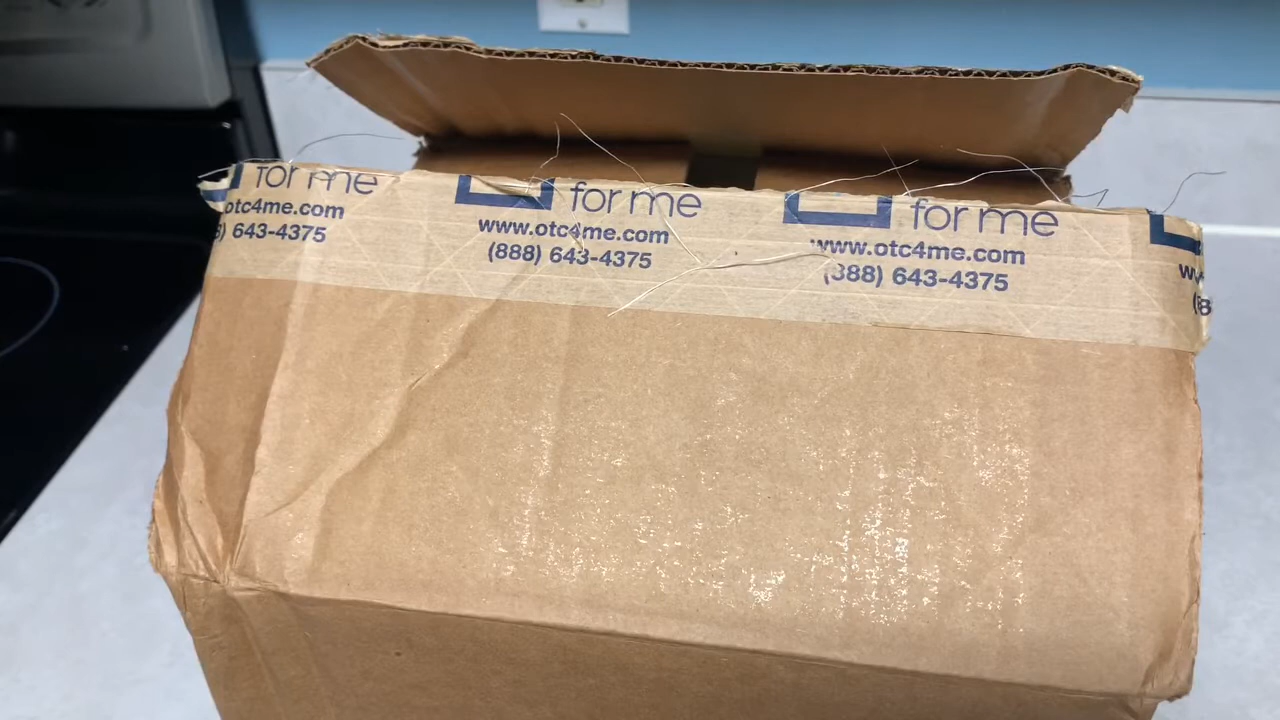 for me
otc4me.com
643-4375
for me
www.otc4me.com
(888) 643-4375
for me
www.otc4me.com
(888) 643-4375